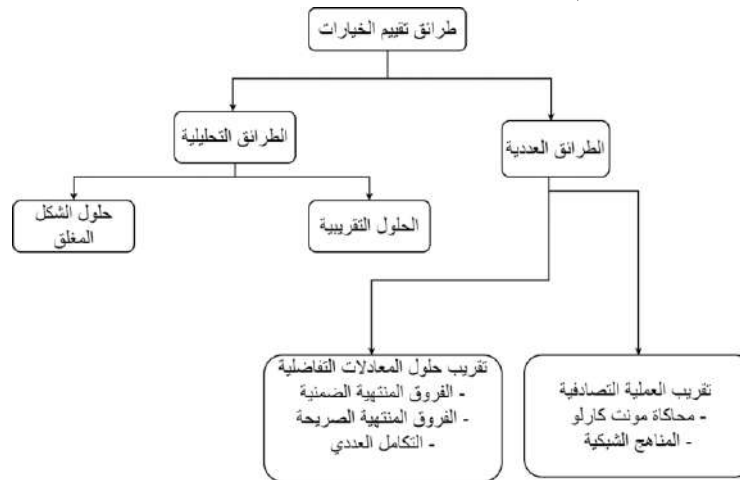 طرائق تقييم الخيارات
الطرائق العددية
الطرائق التحليلية
الحلول التقريبية
حلول الشكل
المغلق
تقريب العملية التصادفية
- محاكاة مونت كارلو
- المناهج الشبكية
تقريب حلول المعادلات التفاضلية
- الفروق المنتهية الضمنية
- الفروق المنتهية الصريحة
- التكامل العددي